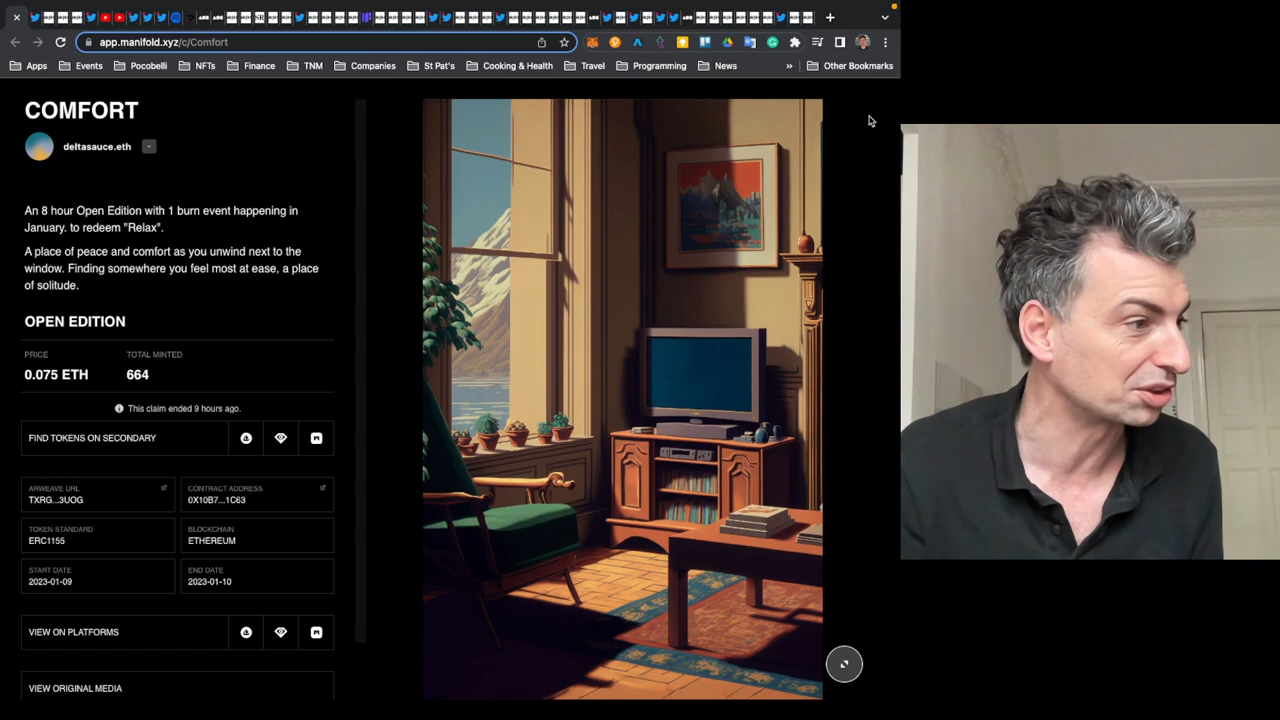 app.manifold.xyz/c/Comfort
Apps
Events
Pocobelli
NFTs
Finance
TNM
Companies
St Pat's
Cooking & Health
Travel
Programming
News
»
Other Bookmarks
COMFORT
deltasauce.eth
An 8 hour Open Edition with 1 burn event happening in
January. to redeem "Relax".
A place of peace and comfort as you unwind next to the
window. Finding somewhere you feel most at ease, a place
of solitude.
OPEN EDITION
PRICE TOTAL MINTED
0.075 ETH 664
This claim ended 9 hours ago.
FIND TOKENS ON SECONDARY
ARWEAVE URL CONTRACT ADDRESS
TXRG...3UOG 0X10B7...1C63
TOKEN STANDARD BLOCKCHAIN
ERC1155 ETHEREUM
START DATE END DATE
2023-01-09 2023-01-10
VIEW ON PLATFORMS
VIEW ORIGINAL MEDIA